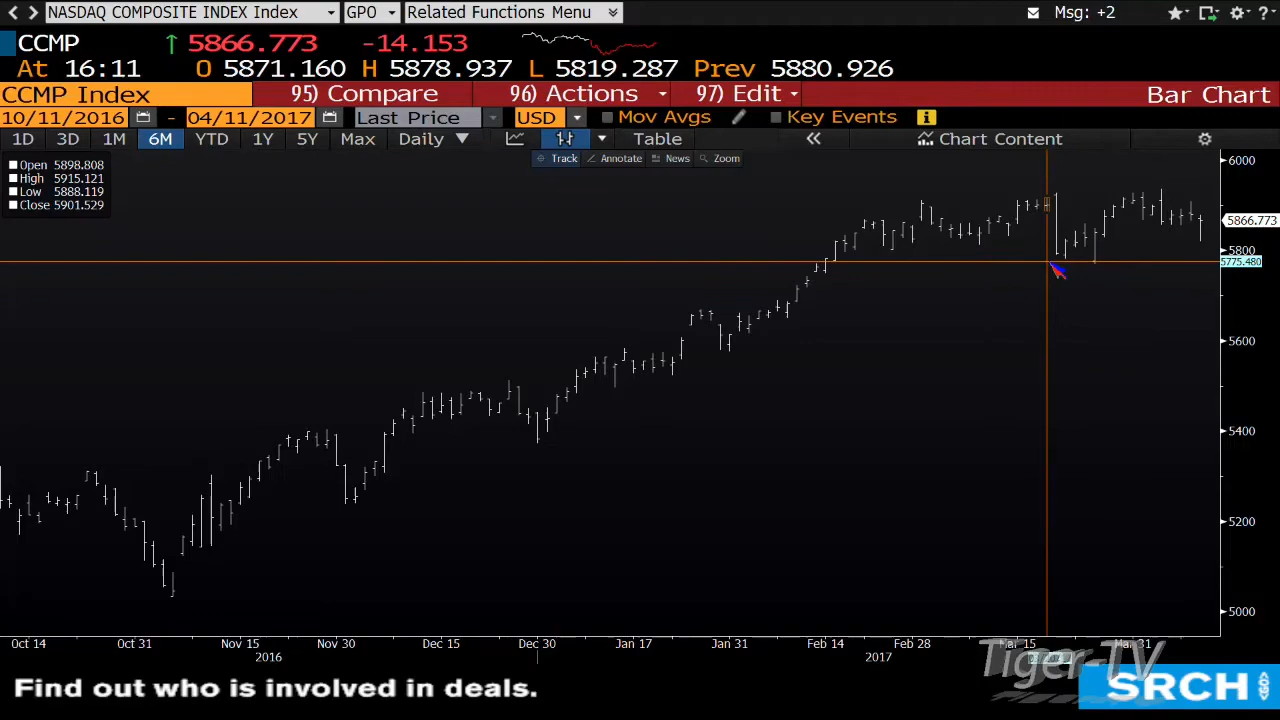 NASDAQ COMPOSITE INDEX Index GPO Related Functions Menu Msg: +2
CCMP ↑ 5866.773 -14.153
At 16:11 O 5871.160 H 5878.937 L 5819.287 Prev 5880.926
CCMP Index 95) Compare 96) Actions 97) Edit Bar Chart
10/11/2016 - 04/11/2017 Last Price USD Mov Avgs Key Events
1D 3D 1M 6M YTD 1Y 5Y Max Daily Table « Chart Content
Track Annotate News Zoom
Open 5898.808
High 5915.121
Low 5888.119
Close 5901.529
6000
5866.773
5800
5775.480
5600
5400
5200
5000
Oct 14 Oct 31 Nov 15 Nov 30 Dec 15 Dec 30 Jan 17 Jan 31 Feb 14 Feb 28 Mar 15 Mar 31
2016 2017
Tiger-TV
Find out who is involved in deals.
SRCH <GO>